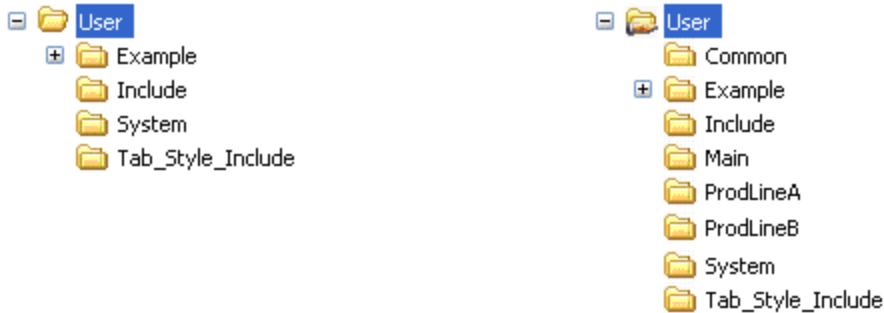 User
Example
Include
System
Tab_Style_Include
User
Common
Example
Include
Main
ProdLineA
ProdLineB
System
Tab_Style_Include